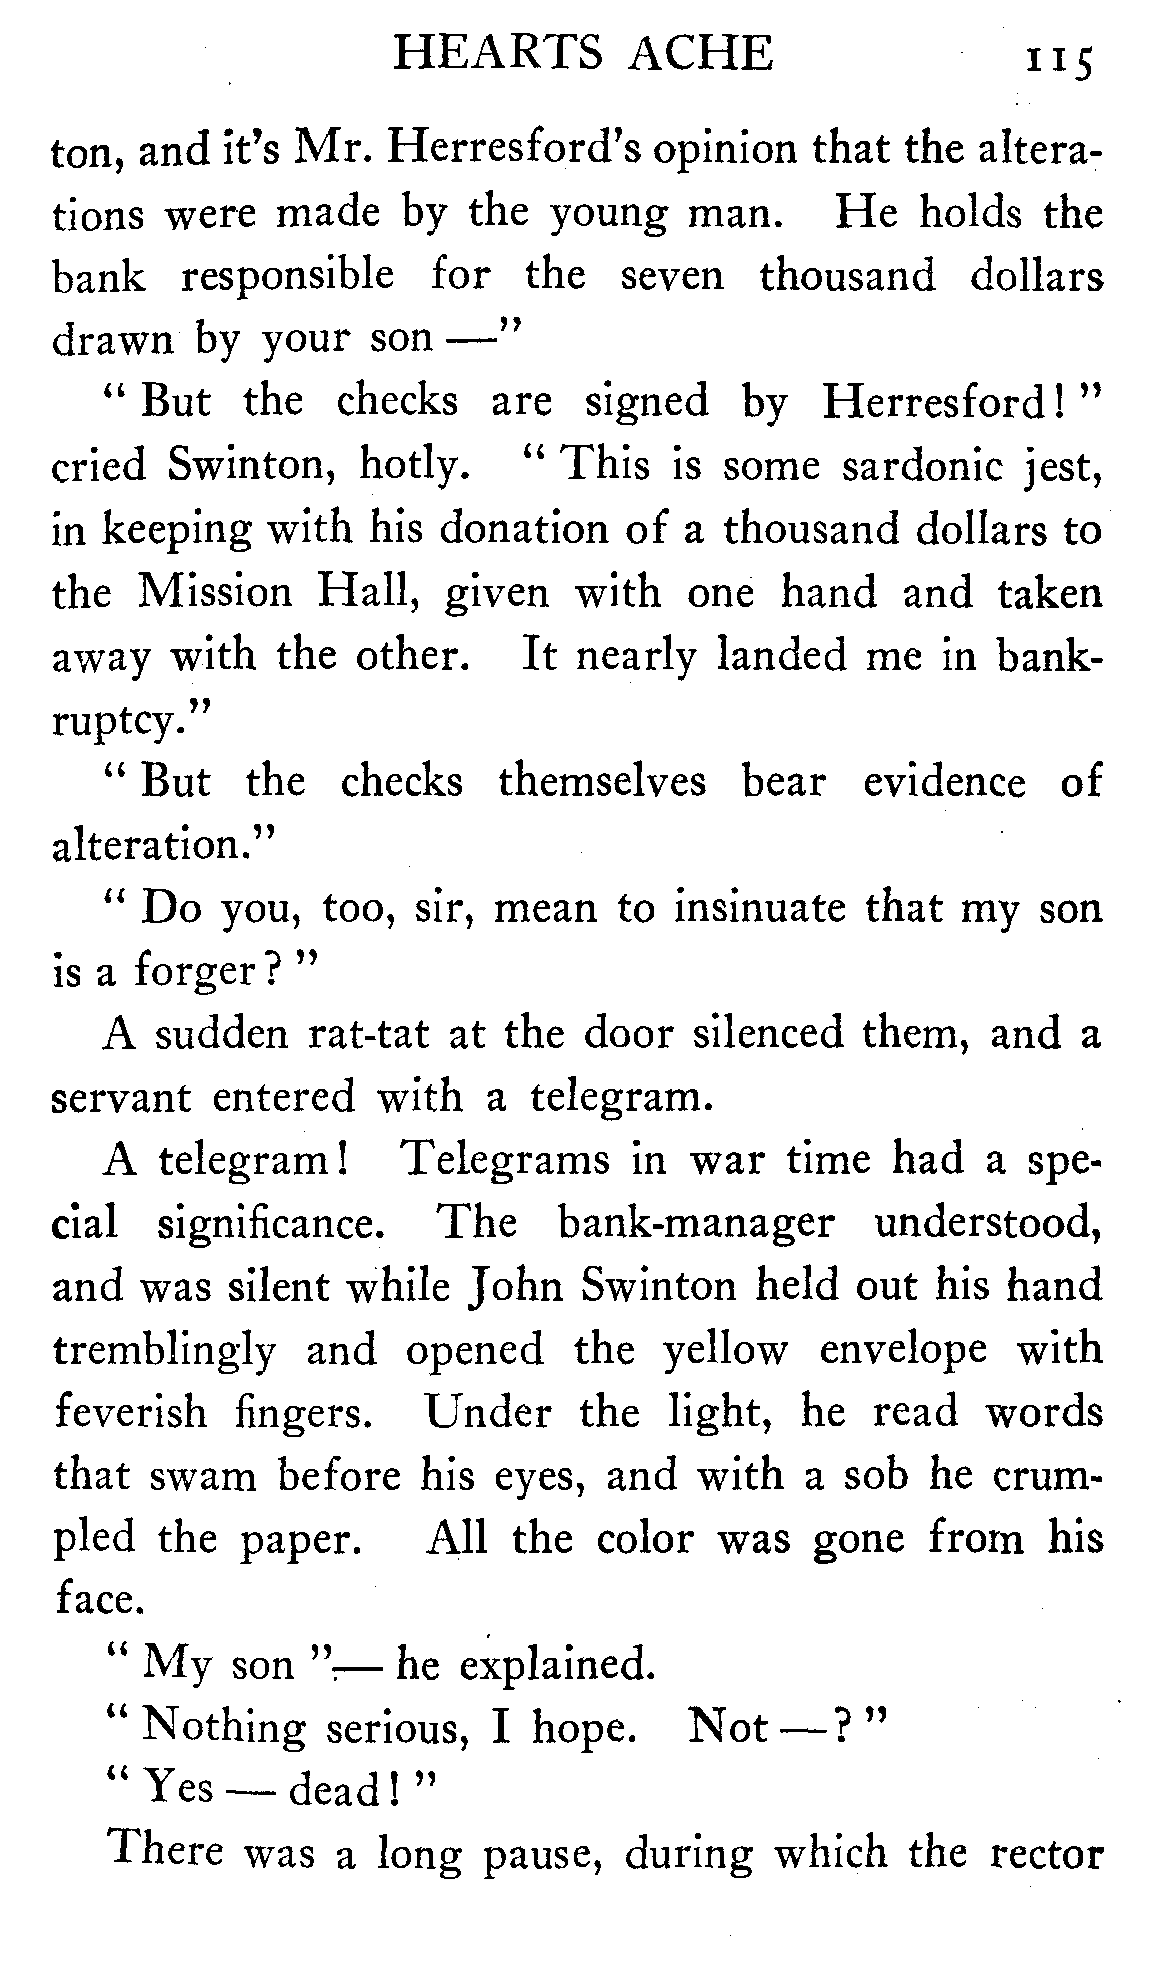 HEARTS ACHE 115
ton, and it's Mr. Herresford's opinion that the altera-
tions were made by the young man. He holds the
bank responsible for the seven thousand dollars
drawn by your son —"
" But the checks are signed by Herresford! "
cried Swinton, hotly. " This is some sardonic jest,
in keeping with his donation of a thousand dollars to
the Mission Hall, given with one hand and taken
away with the other. It nearly landed me in bank-
ruptcy."
" But the checks themselves bear evidence of
alteration."
" Do you, too, sir, mean to insinuate that my son
is a forger? "
A sudden rat-tat at the door silenced them, and a
servant entered with a telegram.
A telegram! Telegrams in war time had a spe-
cial significance. The bank-manager understood,
and was silent while John Swinton held out his hand
tremblingly and opened the yellow envelope with
feverish fingers. Under the light, he read words
that swam before his eyes, and with a sob he crum-
pled the paper. All the color was gone from his
face.
" My son "— he explained.
" Nothing serious, I hope. Not —? "
" Yes — dead! "
There was a long pause, during which the rector